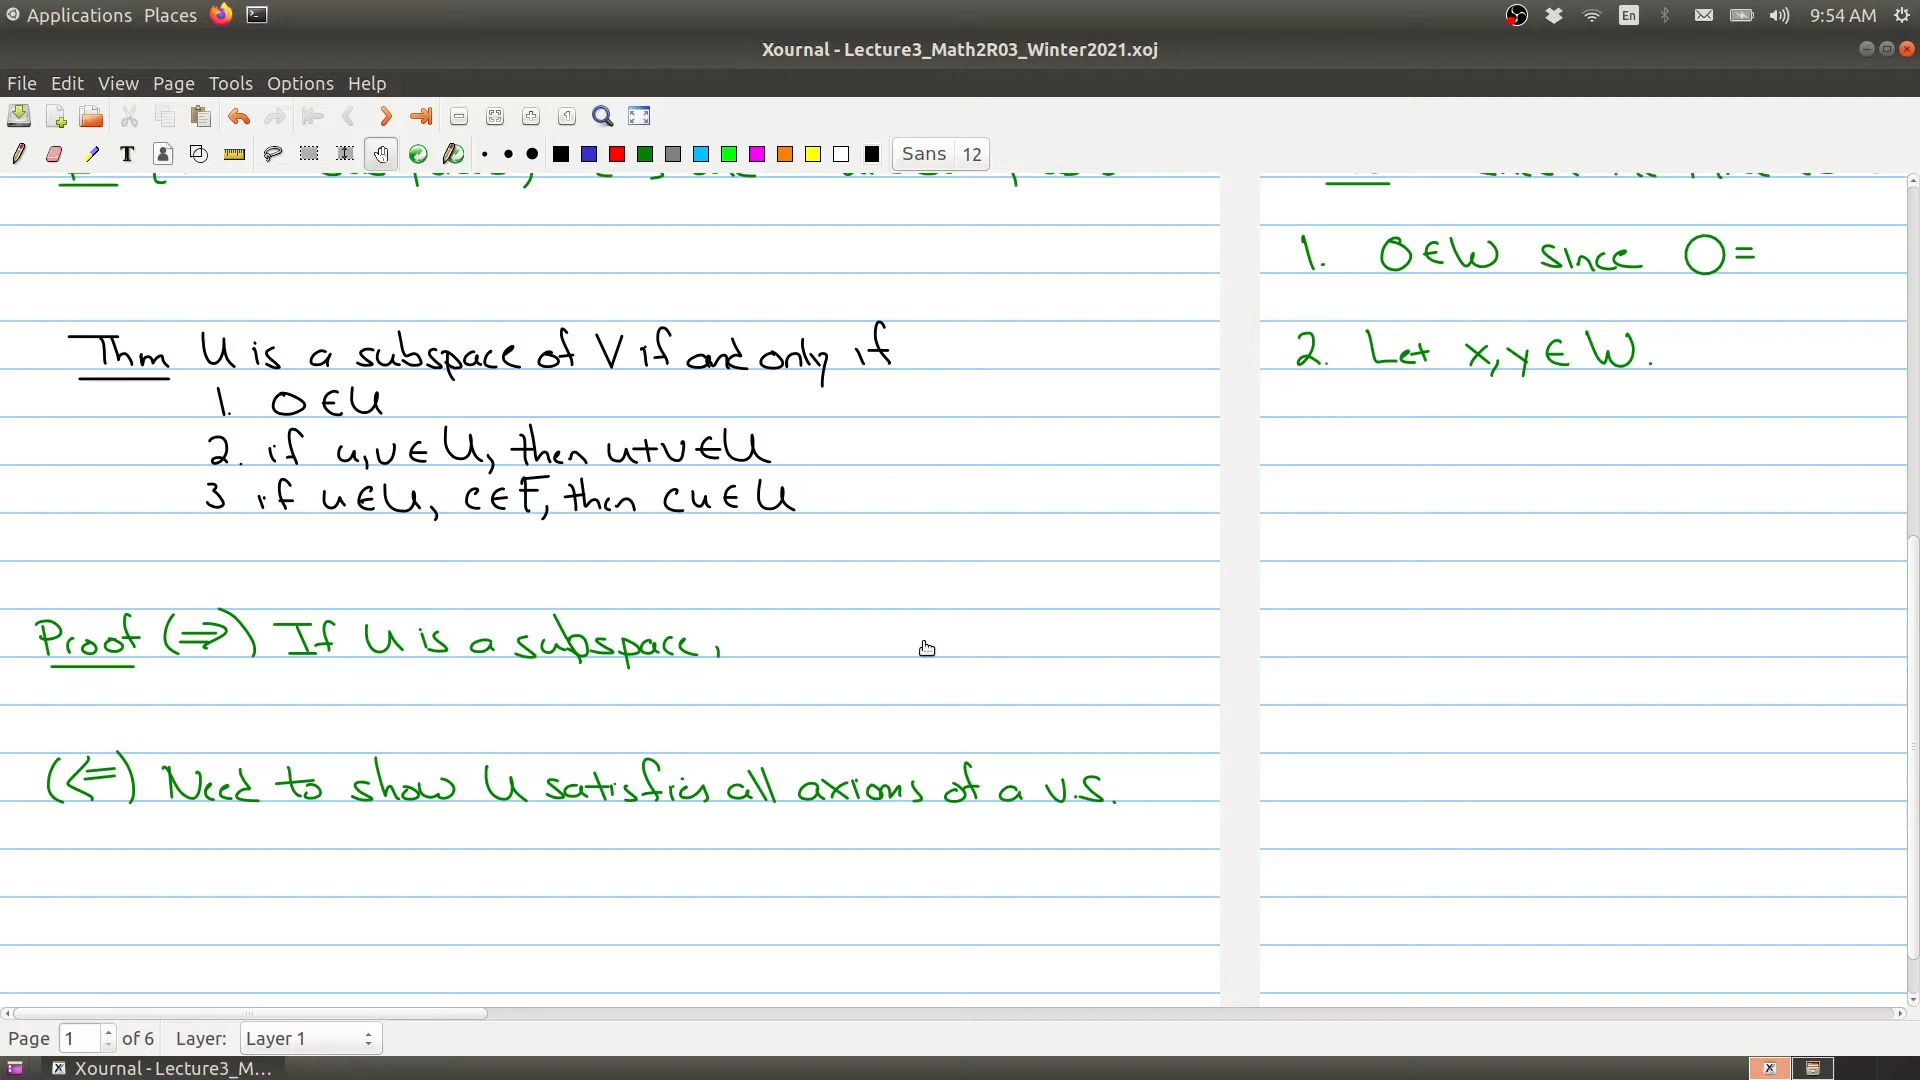 Applications Places En 9:54 AM
Xournal - Lecture3_Math2R03_Winter2021.xoj
File Edit View Page Tools Options Help
T Sans 12
Thm U is a subspace of V if and only if
1. O ∈ U
2. if u,v ∈ U, then u+v ∈ U
3 if u ∈ U, c ∈ F, then cu ∈ U
Proof (⇒) If U is a subspace,
(⇐) Need to show U satisfies all axioms of a v.s.
1. O ∈ W since O =
2. Let x,y ∈ W.
Page 1 of 6 Layer: Layer 1
Xournal - Lecture3_M...